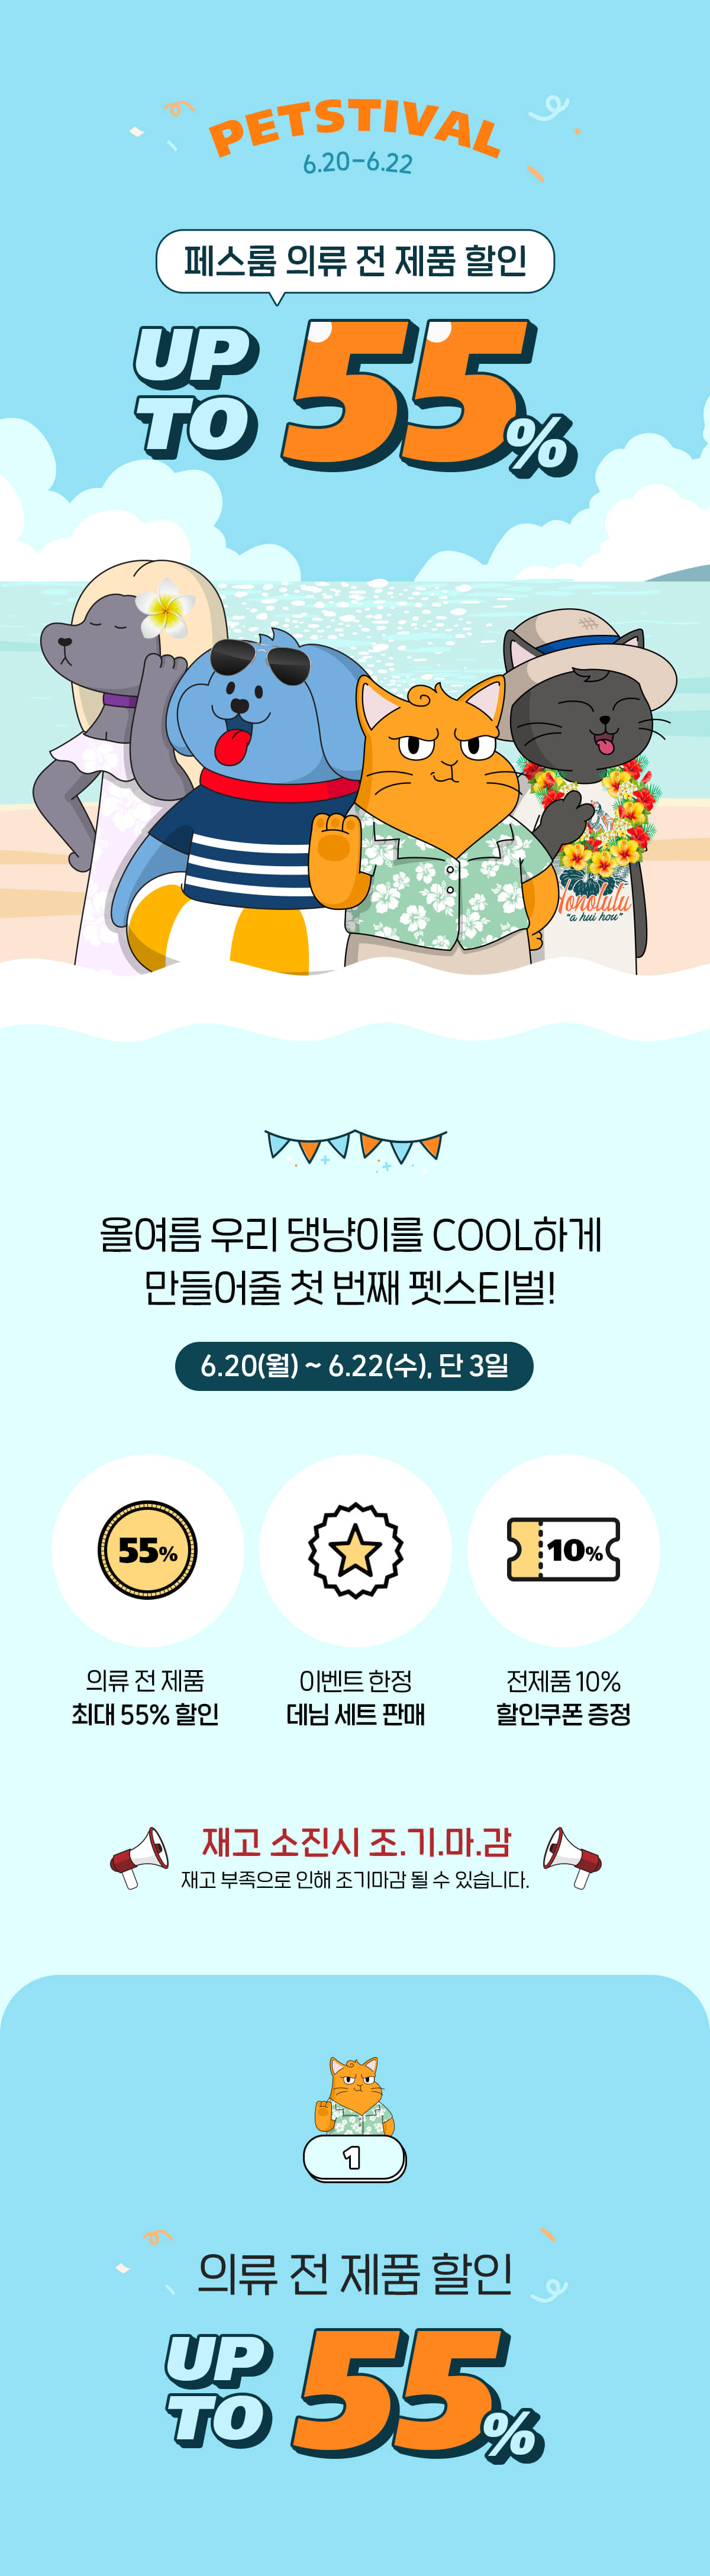 PETSTIVAL
6.20-6.22
페스룸 의류 전 제품 할인
UP
TO 55%
Honolulu
"a hui hou"
올여름 우리 댕냥이를 COOL하게
만들어줄 첫 번째 펫스티벌!
6.20(월) ~ 6.22(수), 단 3일
55%
10%
의류 전 제품
최대 55% 할인
이벤트 한정
데님 세트 판매
전제품 10%
할인쿠폰 증정
재고 소진시 조.기.마.감
재고 부족으로 인해 조기마감 될 수 있습니다.
1
의류 전 제품 할인
UP
TO 55%